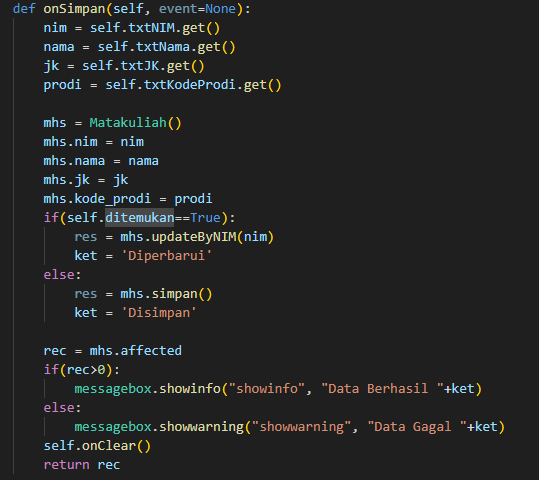 def onSimpan(self, event=None):
    nim = self.txtNIM.get()
    nama = self.txtNama.get()
    jk = self.txtJK.get()
    prodi = self.txtKodeProdi.get()

    mhs = Matakuliah()
    mhs.nim = nim
    mhs.nama = nama
    mhs.jk = jk
    mhs.kode_prodi = prodi
    if(self.ditemukan==True):
        res = mhs.updateByNIM(nim)
        ket = 'Diperbarui'
    else:
        res = mhs.simpan()
        ket = 'Disimpan'

    rec = mhs.affected
    if(rec>0):
        messagebox.showinfo("showinfo", "Data Berhasil "+ket)
    else:
        messagebox.showwarning("showwarning", "Data Gagal "+ket)
    self.onClear()
    return rec